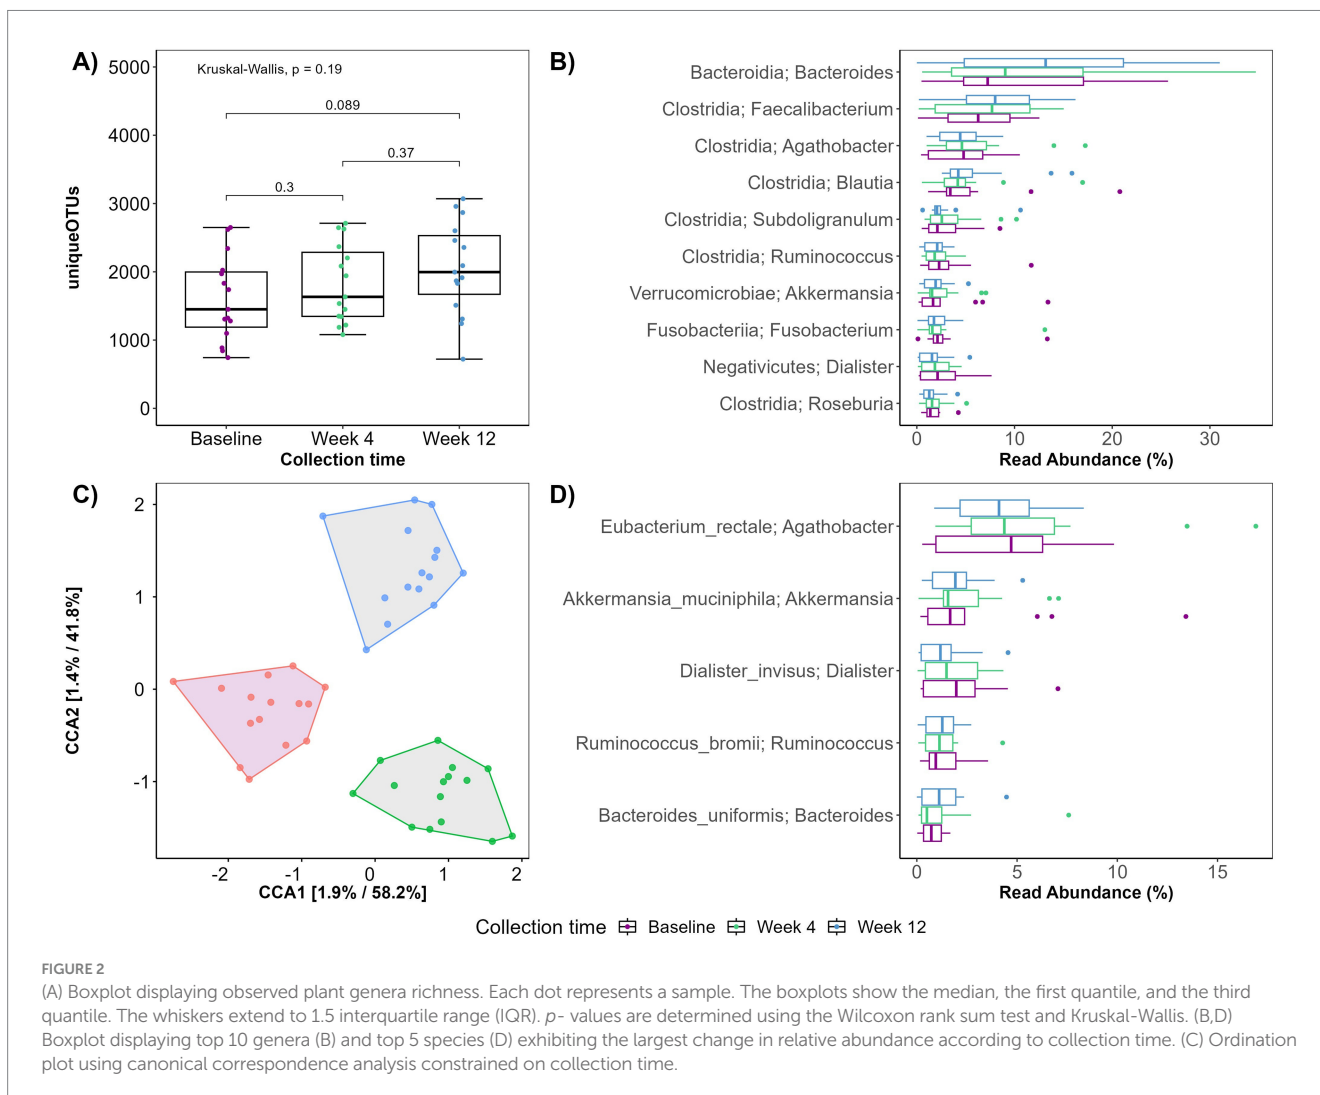 A)
uniqueOTUs
5000
4000
3000
2000
1000
0
Kruskal-Wallis, p = 0.19
0.089
0.37
0.3
Baseline Week 4 Week 12
Collection time
B)
Bacteroidia; Bacteroides
Clostridia; Faecalibacterium
Clostridia; Agathobacter
Clostridia; Blautia
Clostridia; Subdoligranulum
Clostridia; Ruminococcus
Verrucomicrobiae; Akkermansia
Fusobacteriia; Fusobacterium
Negativicutes; Dialister
Clostridia; Roseburia
0 10 20 30
Read Abundance (%)
C)
CCA2 [1.4% / 41.8%]
2
1
0
-1
-2 -1 0 1 2
CCA1 [1.9% / 58.2%]
D)
Eubacterium_rectale; Agathobacter
Akkermansia_muciniphila; Akkermansia
Dialister_invisus; Dialister
Ruminococcus_bromii; Ruminococcus
Bacteroides_uniformis; Bacteroides
0 5 10 15
Read Abundance (%)
Collection time Baseline Week 4 Week 12
FIGURE 2
(A) Boxplot displaying observed plant genera richness. Each dot represents a sample. The boxplots show the median, the first quantile, and the third
quantile. The whiskers extend to 1.5 interquartile range (IQR). p- values are determined using the Wilcoxon rank sum test and Kruskal-Wallis. (B,D)
Boxplot displaying top 10 genera (B) and top 5 species (D) exhibiting the largest change in relative abundance according to collection time. (C) Ordination
plot using canonical correspondence analysis constrained on collection time.